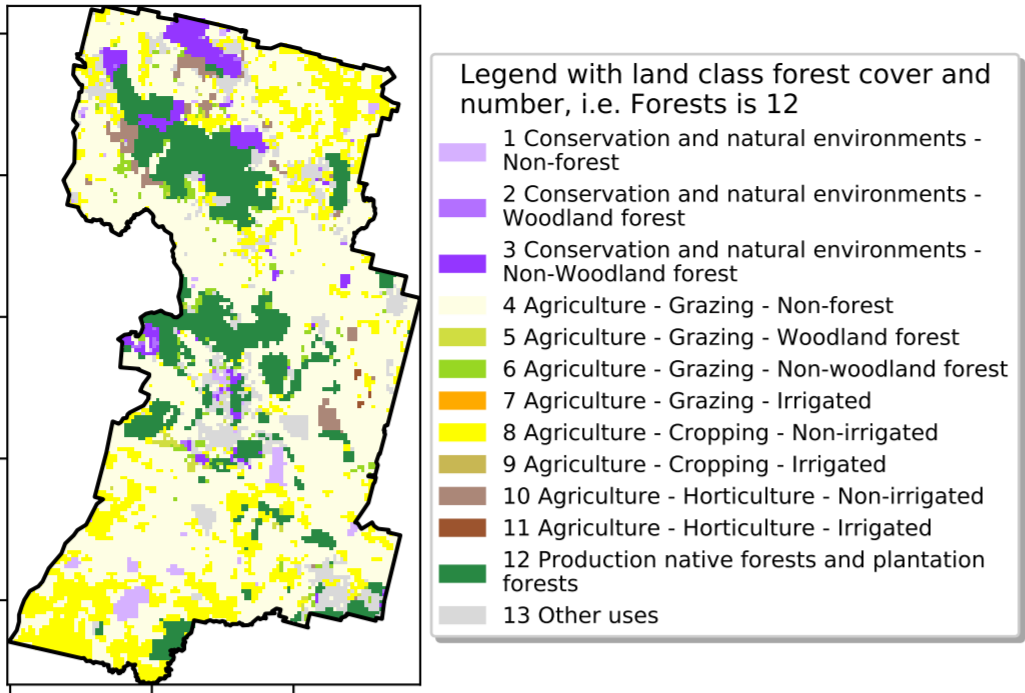 Legend with land class forest cover and
number, i.e. Forests is 12
1 Conservation and natural environments -
Non-forest
2 Conservation and natural environments -
Woodland forest
3 Conservation and natural environments -
Non-Woodland forest
4 Agriculture - Grazing - Non-forest
5 Agriculture - Grazing - Woodland forest
6 Agriculture - Grazing - Non-woodland forest
7 Agriculture - Grazing - Irrigated
8 Agriculture - Cropping - Non-irrigated
9 Agriculture - Cropping - Irrigated
10 Agriculture - Horticulture - Non-irrigated
11 Agriculture - Horticulture - Irrigated
12 Production native forests and plantation
forests
13 Other uses